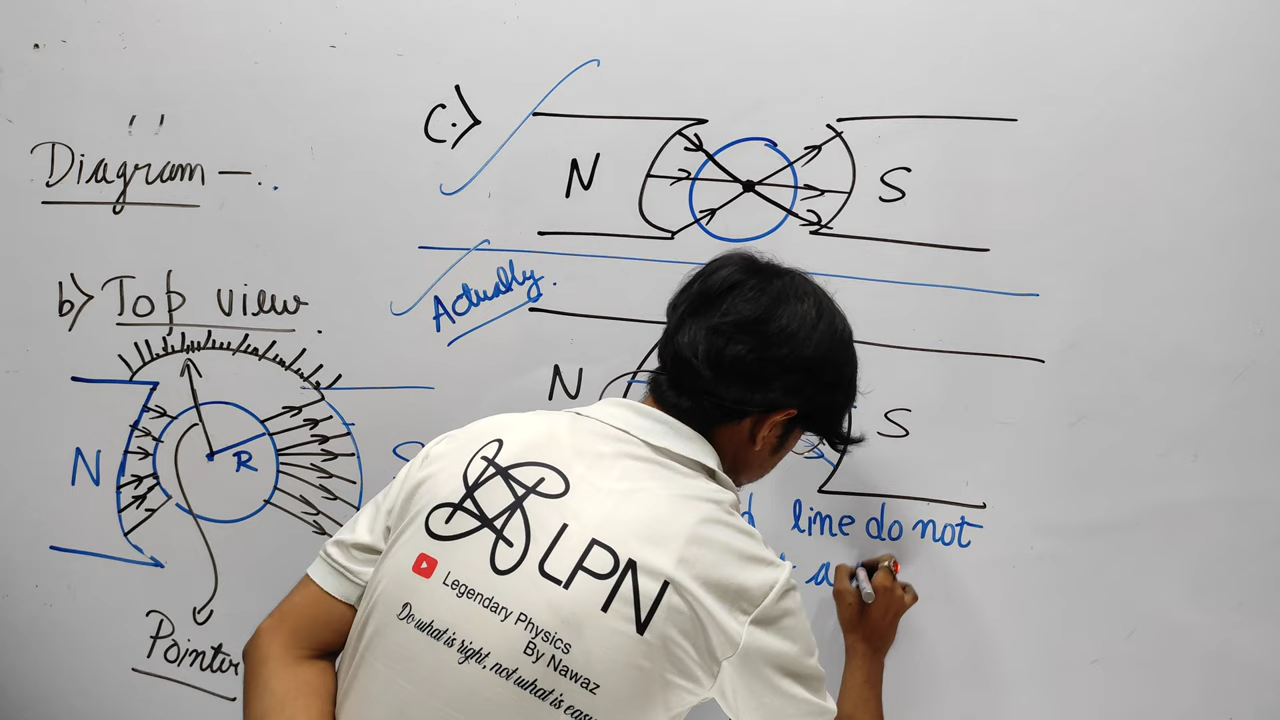 Diagram -..
c.)
N
S
Actually.
N
S
line do not
b) Top view.
N
R
Pointer
LPN
Legendary Physics
By Nawaz
Do what is right, not what is easy